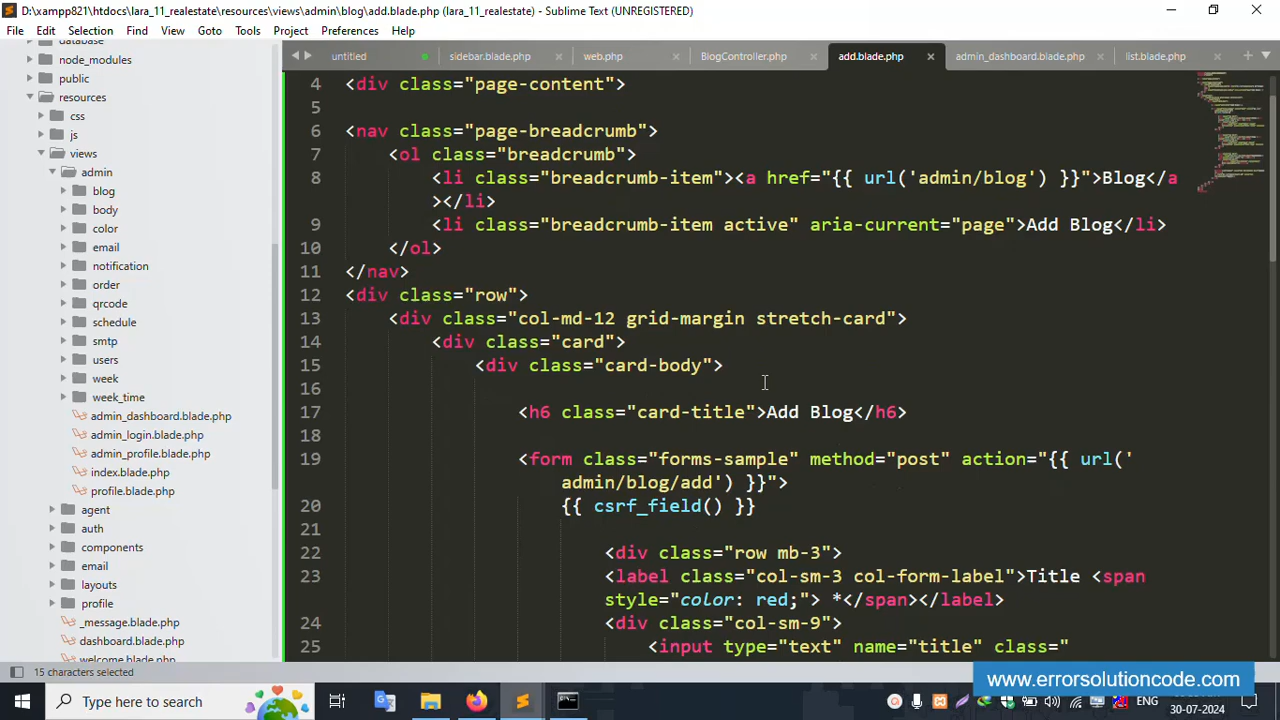 D:\xampp821\htdocs\lara_11_realestate\resources\views\admin\blog\add.blade.php (lara_11_realestate) - Sublime Text (UNREGISTERED)
File Edit Selection Find View Goto Tools Project Preferences Help
untitled sidebar.blade.php web.php BlogController.php add.blade.php admin_dashboard.blade.php list.blade.php
database
node_modules
public
resources
css
js
views
admin
blog
body
color
email
notification
order
qrcode
schedule
smtp
users
week
week_time
admin_dashboard.blade.php
admin_login.blade.php
admin_profile.blade.php
index.blade.php
profile.blade.php
agent
auth
components
email
layouts
profile
_message.blade.php
dashboard.blade.php
welcome.blade.php
4 <div class="page-content">
5
6 <nav class="page-breadcrumb">
7 <ol class="breadcrumb">
8 <li class="breadcrumb-item"><a href="{{ url('admin/blog') }}">Blog</a
></li>
9 <li class="breadcrumb-item active" aria-current="page">Add Blog</li>
10 </ol>
11 </nav>
12 <div class="row">
13 <div class="col-md-12 grid-margin stretch-card">
14 <div class="card">
15 <div class="card-body">
16
17 <h6 class="card-title">Add Blog</h6>
18
19 <form class="forms-sample" method="post" action="{{ url('
admin/blog/add') }}">
20 {{ csrf_field() }}
21
22 <div class="row mb-3">
23 <label class="col-sm-3 col-form-label">Title <span
style="color: red;"> *</span></label>
24 <div class="col-sm-9">
25 <input type="text" name="title" class="
15 characters selected
www.errorsolutioncode.com
Type here to search
ENG
30-07-2024